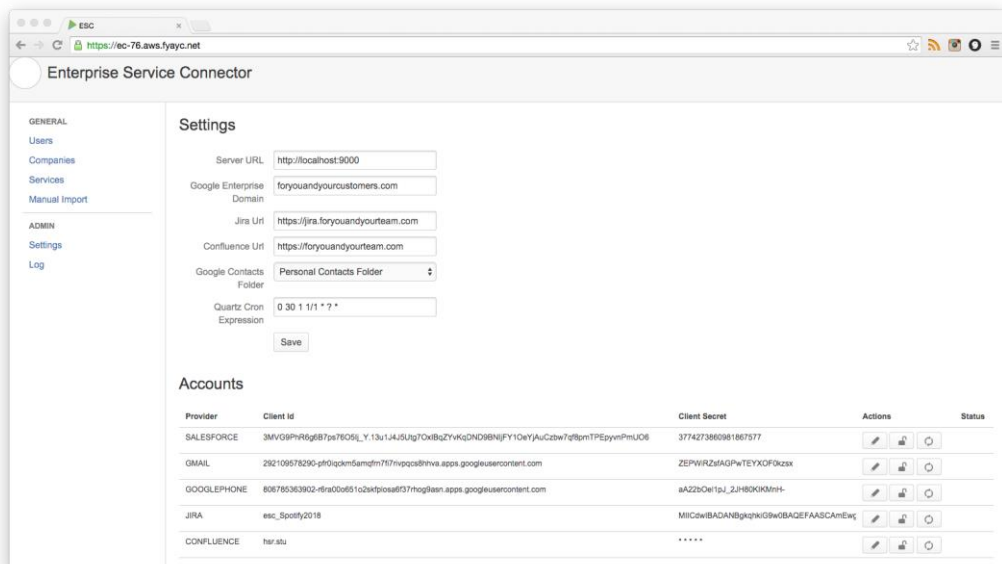 ESC
https://ec-76.aws.fyayc.net
Enterprise Service Connector
GENERAL
Users
Companies
Services
Manual Import
ADMIN
Settings
Log
Settings
Server URL http://localhost:9000
Google Enterprise Domain foryouandyourcustomers.com
Jira Url https://jira.foryouandyourteam.com
Confluence Url https://foryouandyourteam.com
Google Contacts Folder Personal Contacts Folder
Quartz Cron Expression 0 30 1 1/1 * ? *
Save
Accounts
Provider Client Id Client Secret Actions Status
SALESFORCE 3774273860981867577
GMAIL
GOOGLEPHONE
JIRA esc_Spotify2018
CONFLUENCE hsr.stu *****